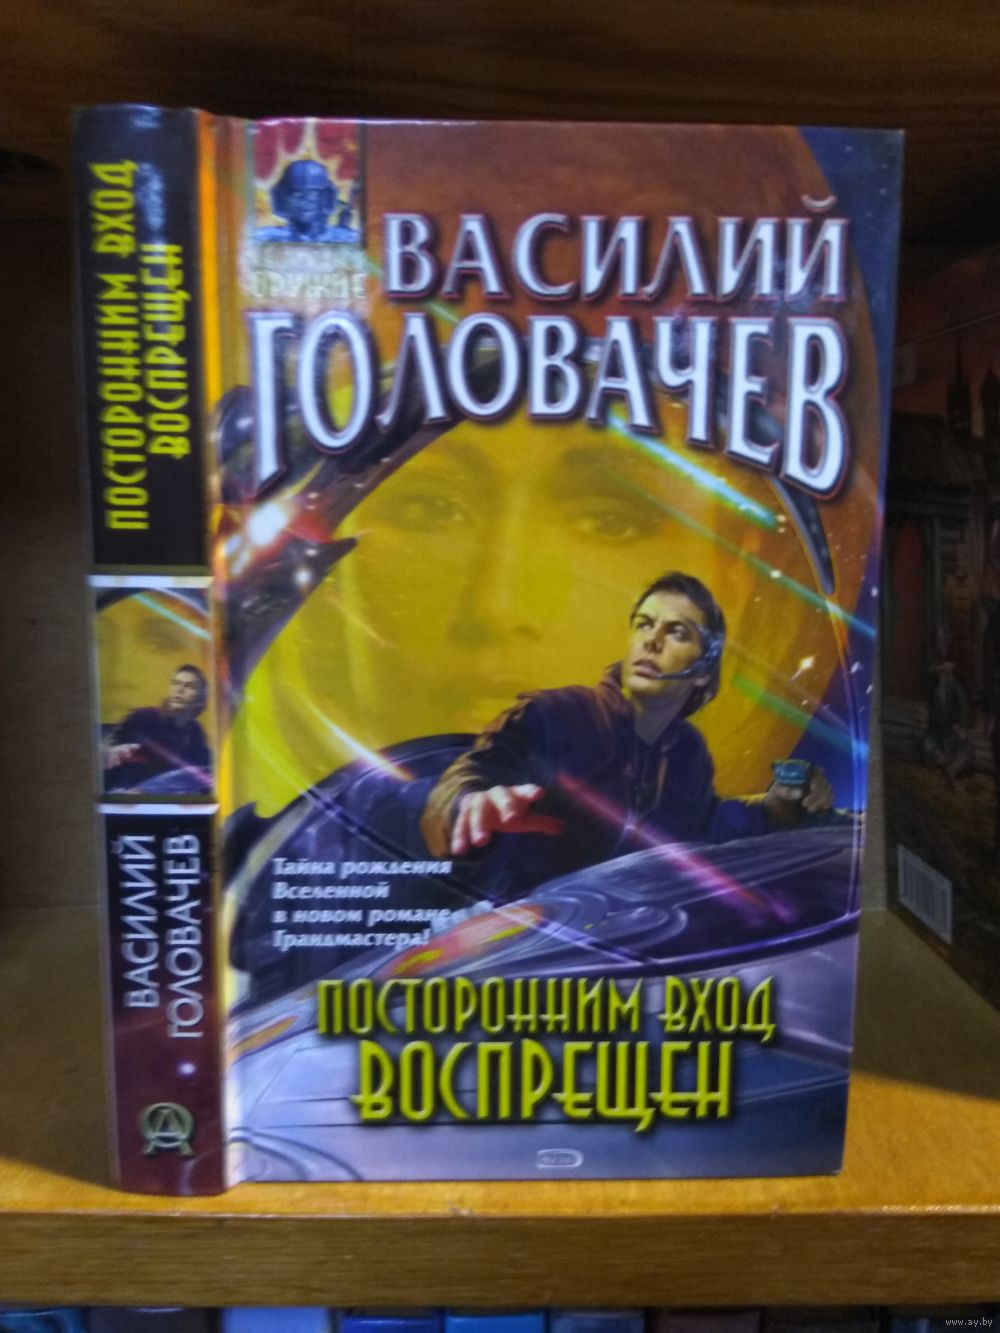 ПОСТОРОННИМ ВХОД
ВОСПРЕЩЕН
ВАСИЛИЙ
ГОЛОВАЧЕВ
ОРУЖИЕ
ВАСИЛИЙ
ГОЛОВАЧЕВ
Тайна рождения
Вселенной
в новом романе
Грандмастера!
ПОСТОРОННИМ ВХОД
ВОСПРЕЩЕН
www.ay.by